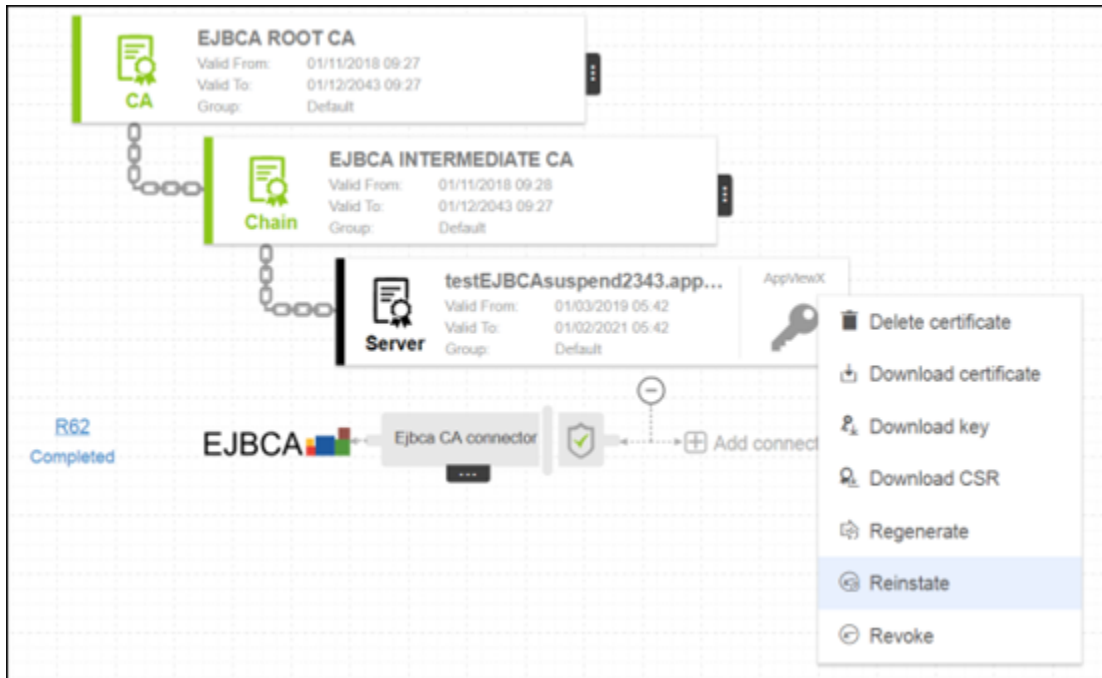 EJBCA ROOT CA
Valid From: 01/11/2018 09:27
Valid To: 01/12/2043 09:27
Group: Default
CA
EJBCA INTERMEDIATE CA
Valid From: 01/11/2018 09:28
Valid To: 01/12/2043 09:27
Group: Default
Chain
testEJBCAsuspend2343.app...
AppViewX
Valid From: 01/03/2019 05:42
Valid To: 01/02/2021 05:42
Group: Default
Server
Delete certificate
Download certificate
Download key
Download CSR
Regenerate
Reinstate
Revoke
R62
Completed
EJBCA
Ejbca CA connector
Add connect